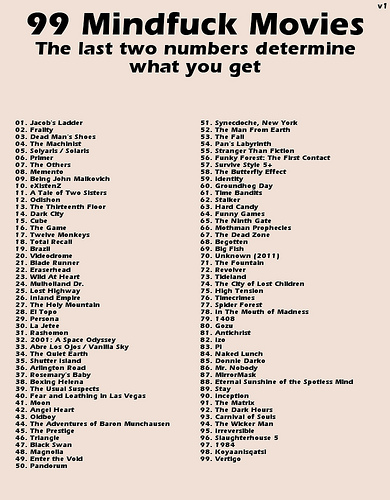 v1
99 Mindfuck Movies
The last two numbers determine
what you get
01. Jacob's Ladder
02. Frailty
03. Dead Man's Shoes
04. The Machinist
05. Solyaris / Solaris
06. Primer
07. The Others
08. Memento
09. Being John Malkovich
10. eXistenZ
11. A Tale of Two Sisters
12. Odishon
13. The Thirteenth Floor
14. Dark City
15. Cube
16. The Game
17. Twelve Monkeys
18. Total Recall
19. Brazil
20. Videodrome
21. Blade Runner
22. Eraserhead
23. Wild At Heart
24. Mulholland Dr.
25. Lost Highway
26. Inland Empire
27. The Holy Mountain
28. El Topo
29. Persona
30. La Jetee
31. Rashomon
32. 2001: A Space Odyssey
33. Abre Los Ojos / Vanilla Sky
34. The Quiet Earth
35. Shutter Island
36. Arlington Road
37. Rosemary's Baby
38. Boxing Helena
39. The Usual Suspects
40. Fear and Loathing in Las Vegas
41. Moon
42. Angel Heart
43. Oldboy
44. The Adventures of Baron Munchausen
45. The Prestige
46. Triangle
47. Black Swan
48. Magnolia
49. Enter the Void
50. Pandorum
51. Synecdoche, New York
52. The Man From Earth
53. The Fall
54. Pan's Labyrinth
55. Stranger Than Fiction
56. Funky Forest: The First Contact
57. Survive Style 5+
58. The Butterfly Effect
59. Identity
60. Groundhog Day
61. Time Bandits
62. Stalker
63. Hard Candy
64. Funny Games
65. The Ninth Gate
66. Mothman Prophecies
67. The Dead Zone
68. Begotten
69. Big Fish
70. Unknown (2011)
71. The Fountain
72. Revolver
73. Tideland
74. The City of Lost Children
75. High Tension
76. Timecrimes
77. Spider Forest
78. In The Mouth of Madness
79. 1408
80. Gozu
81. Antichrist
82. Izo
83. Pi
84. Naked Lunch
85. Donnie Darko
86. Mr. Nobody
87. MirrorMask
88. Eternal Sunshine of the Spotless Mind
89. Stay
90. Inception
91. The Matrix
92. The Dark Hours
93. Carnival of Souls
94. The Wicker Man
95. Irreversible
96. Slaughterhouse 5
97. 1984
98. Koyaanisqatsi
99. Vertigo